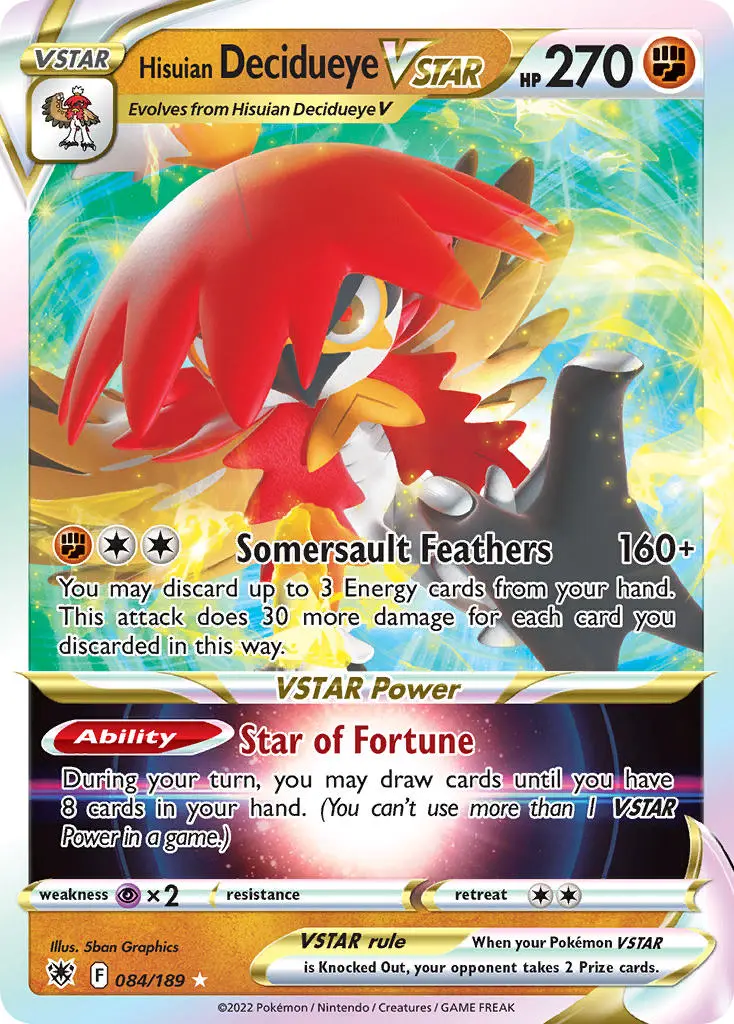 VSTAR
Hisuian Decidueye VSTAR HP 270
Evolves from Hisuian Decidueye V
Somersault Feathers 160+
You may discard up to 3 Energy cards from your hand.
This attack does 30 more damage for each card you
discarded in this way.
VSTAR Power
Ability Star of Fortune
During your turn, you may draw cards until you have
8 cards in your hand. (You can't use more than 1 VSTAR
Power in a game.)
weakness ×2 resistance retreat
Illus. 5ban Graphics
F 084/189
VSTAR rule When your Pokémon VSTAR
is Knocked Out, your opponent takes 2 Prize cards.
©2022 Pokémon / Nintendo / Creatures / GAME FREAK